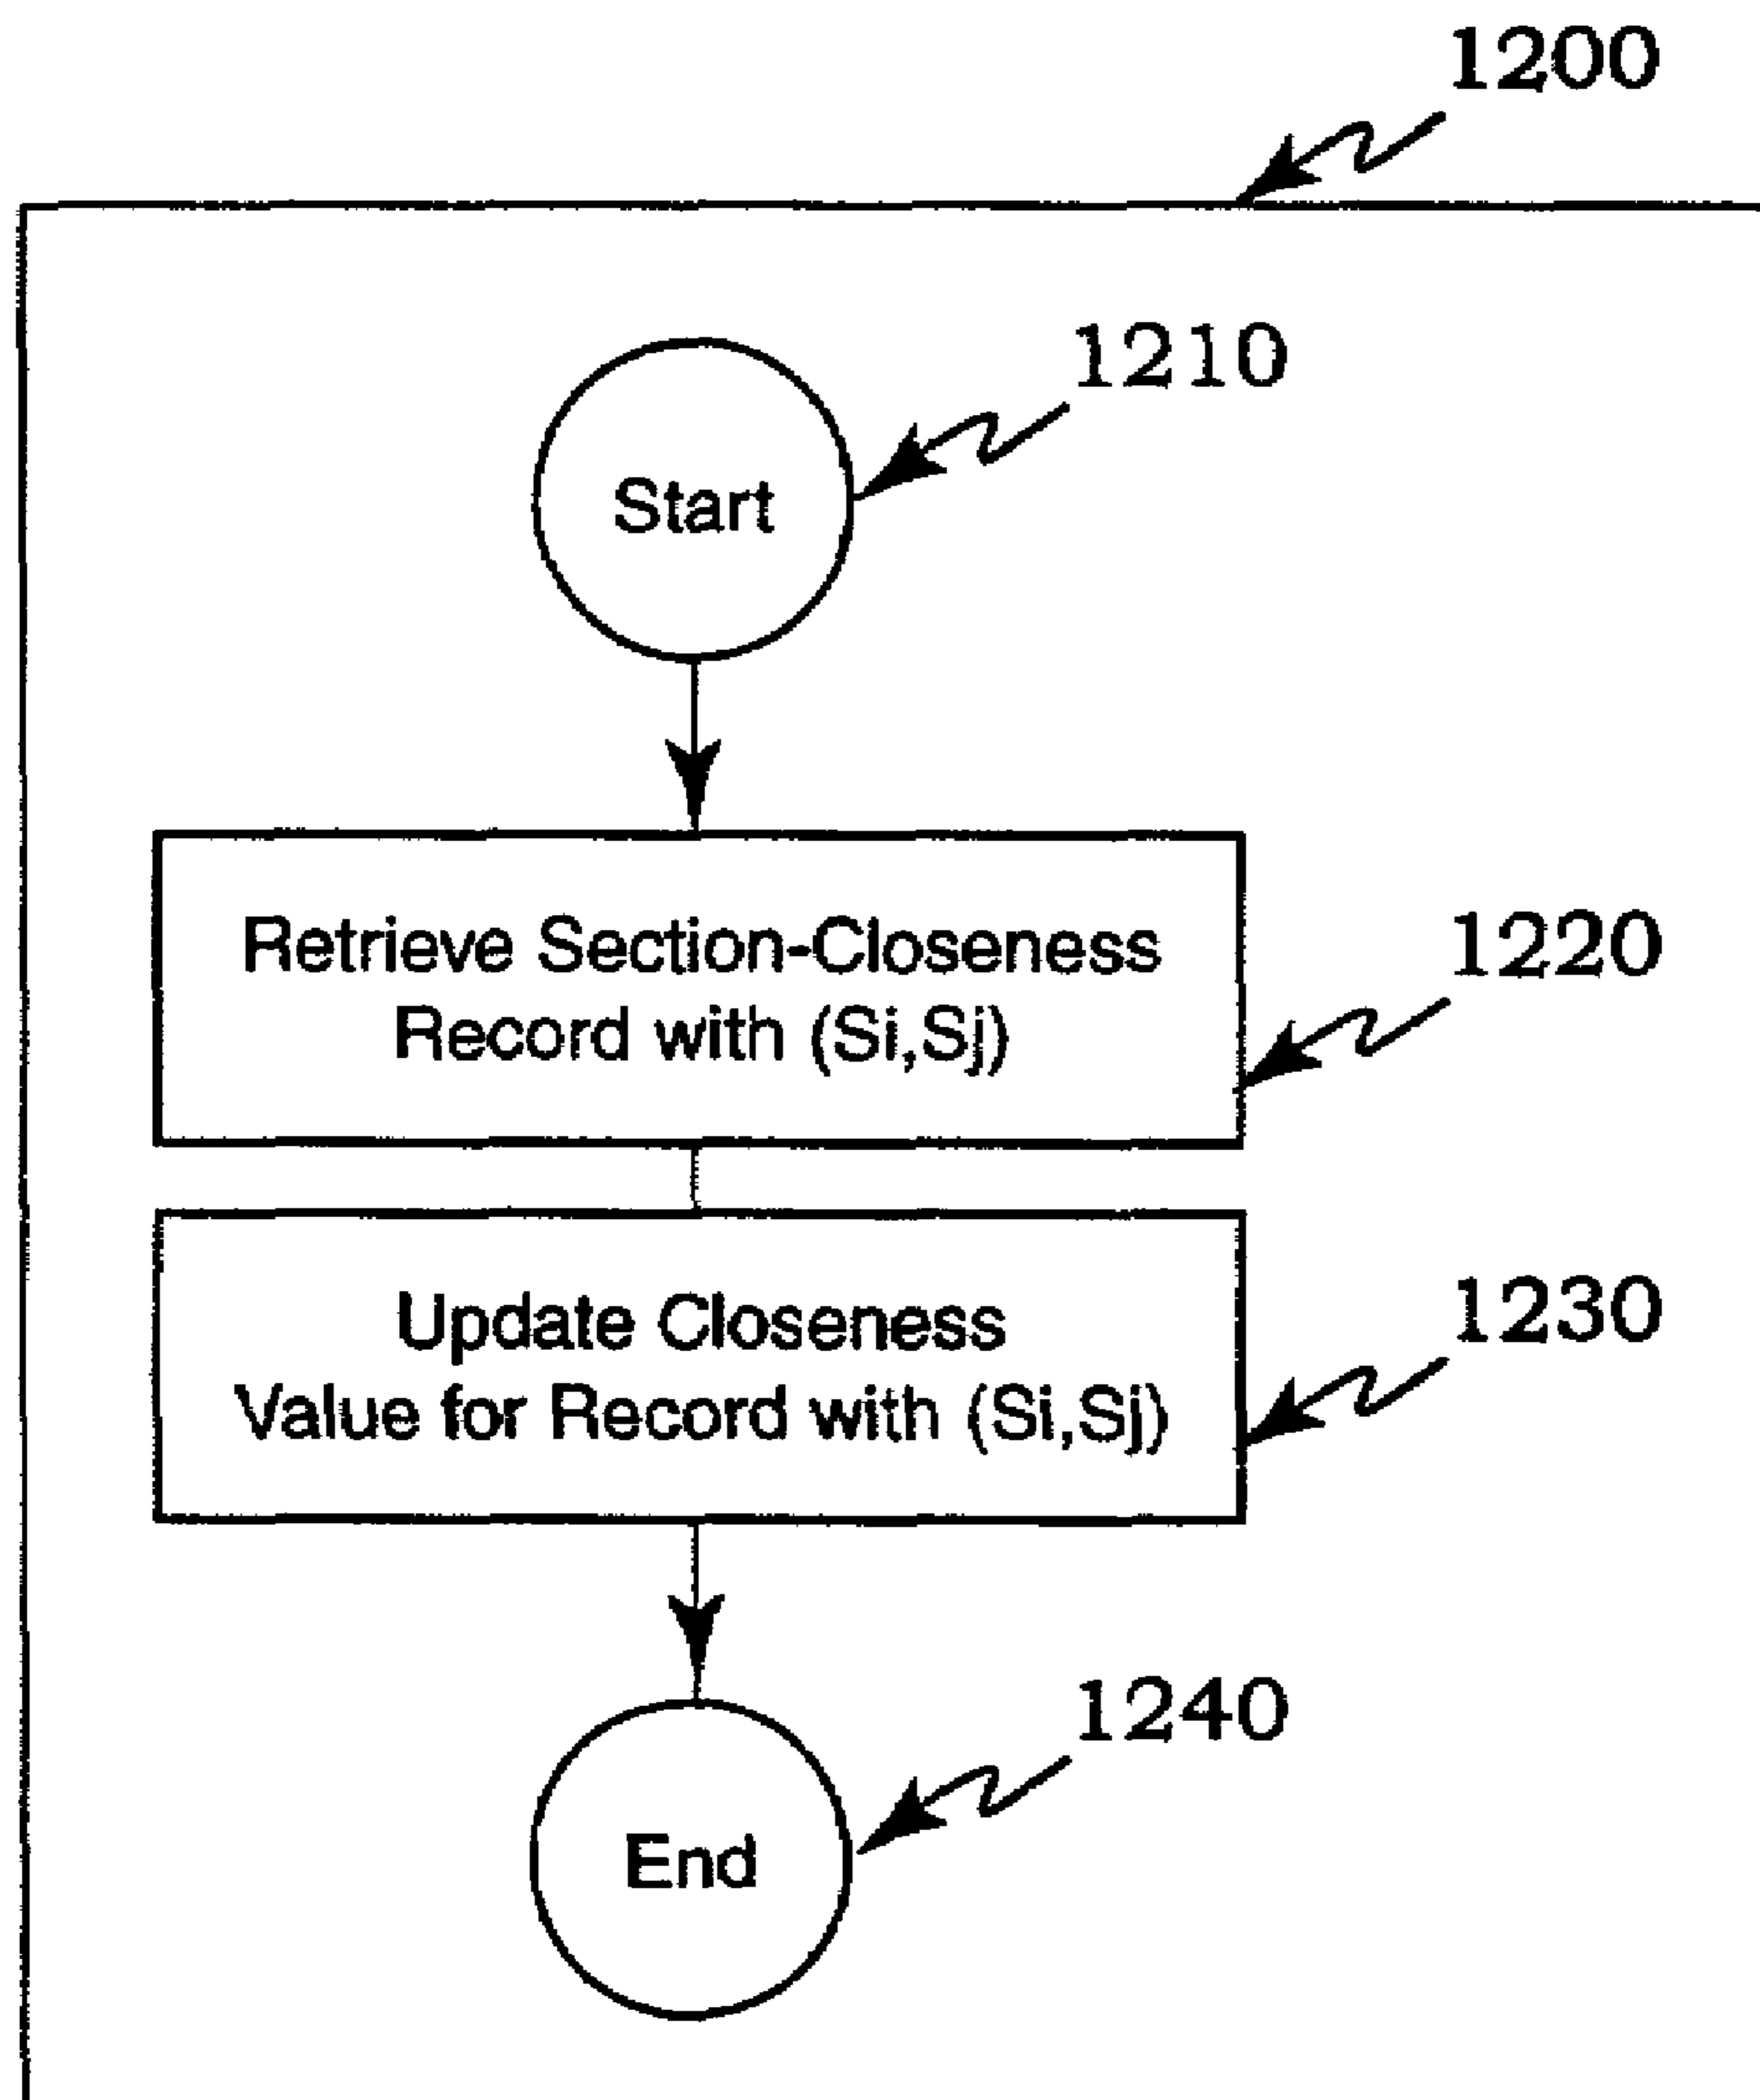 1200
1210
Start
Retrieve Section-Closeness
Record with (Si,Sj)
1220
Update Closeness
Value for Record with (Si,Sj)
1230
1240
End